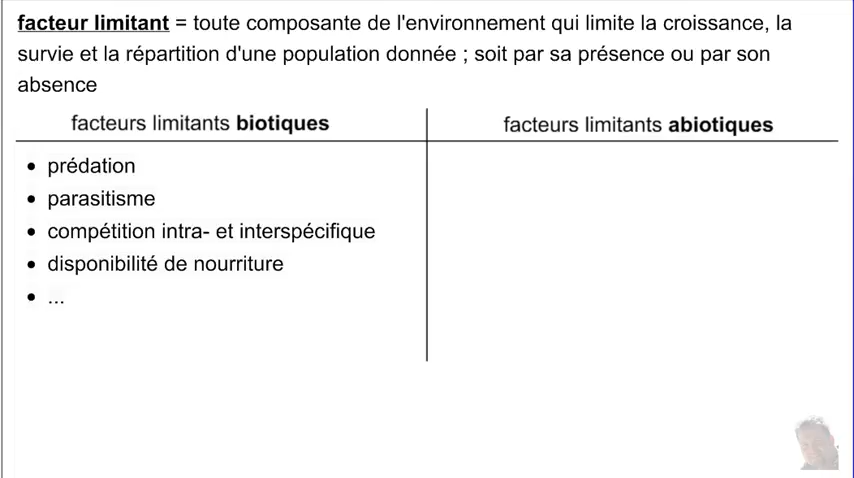 facteur limitant = toute composante de l'environnement qui limite la croissance, la
survie et la répartition d'une population donnée ; soit par sa présence ou par son
absence
facteurs limitants biotiques
facteurs limitants abiotiques
• prédation
• parasitisme
• compétition intra- et interspécifique
• disponibilité de nourriture
• ...